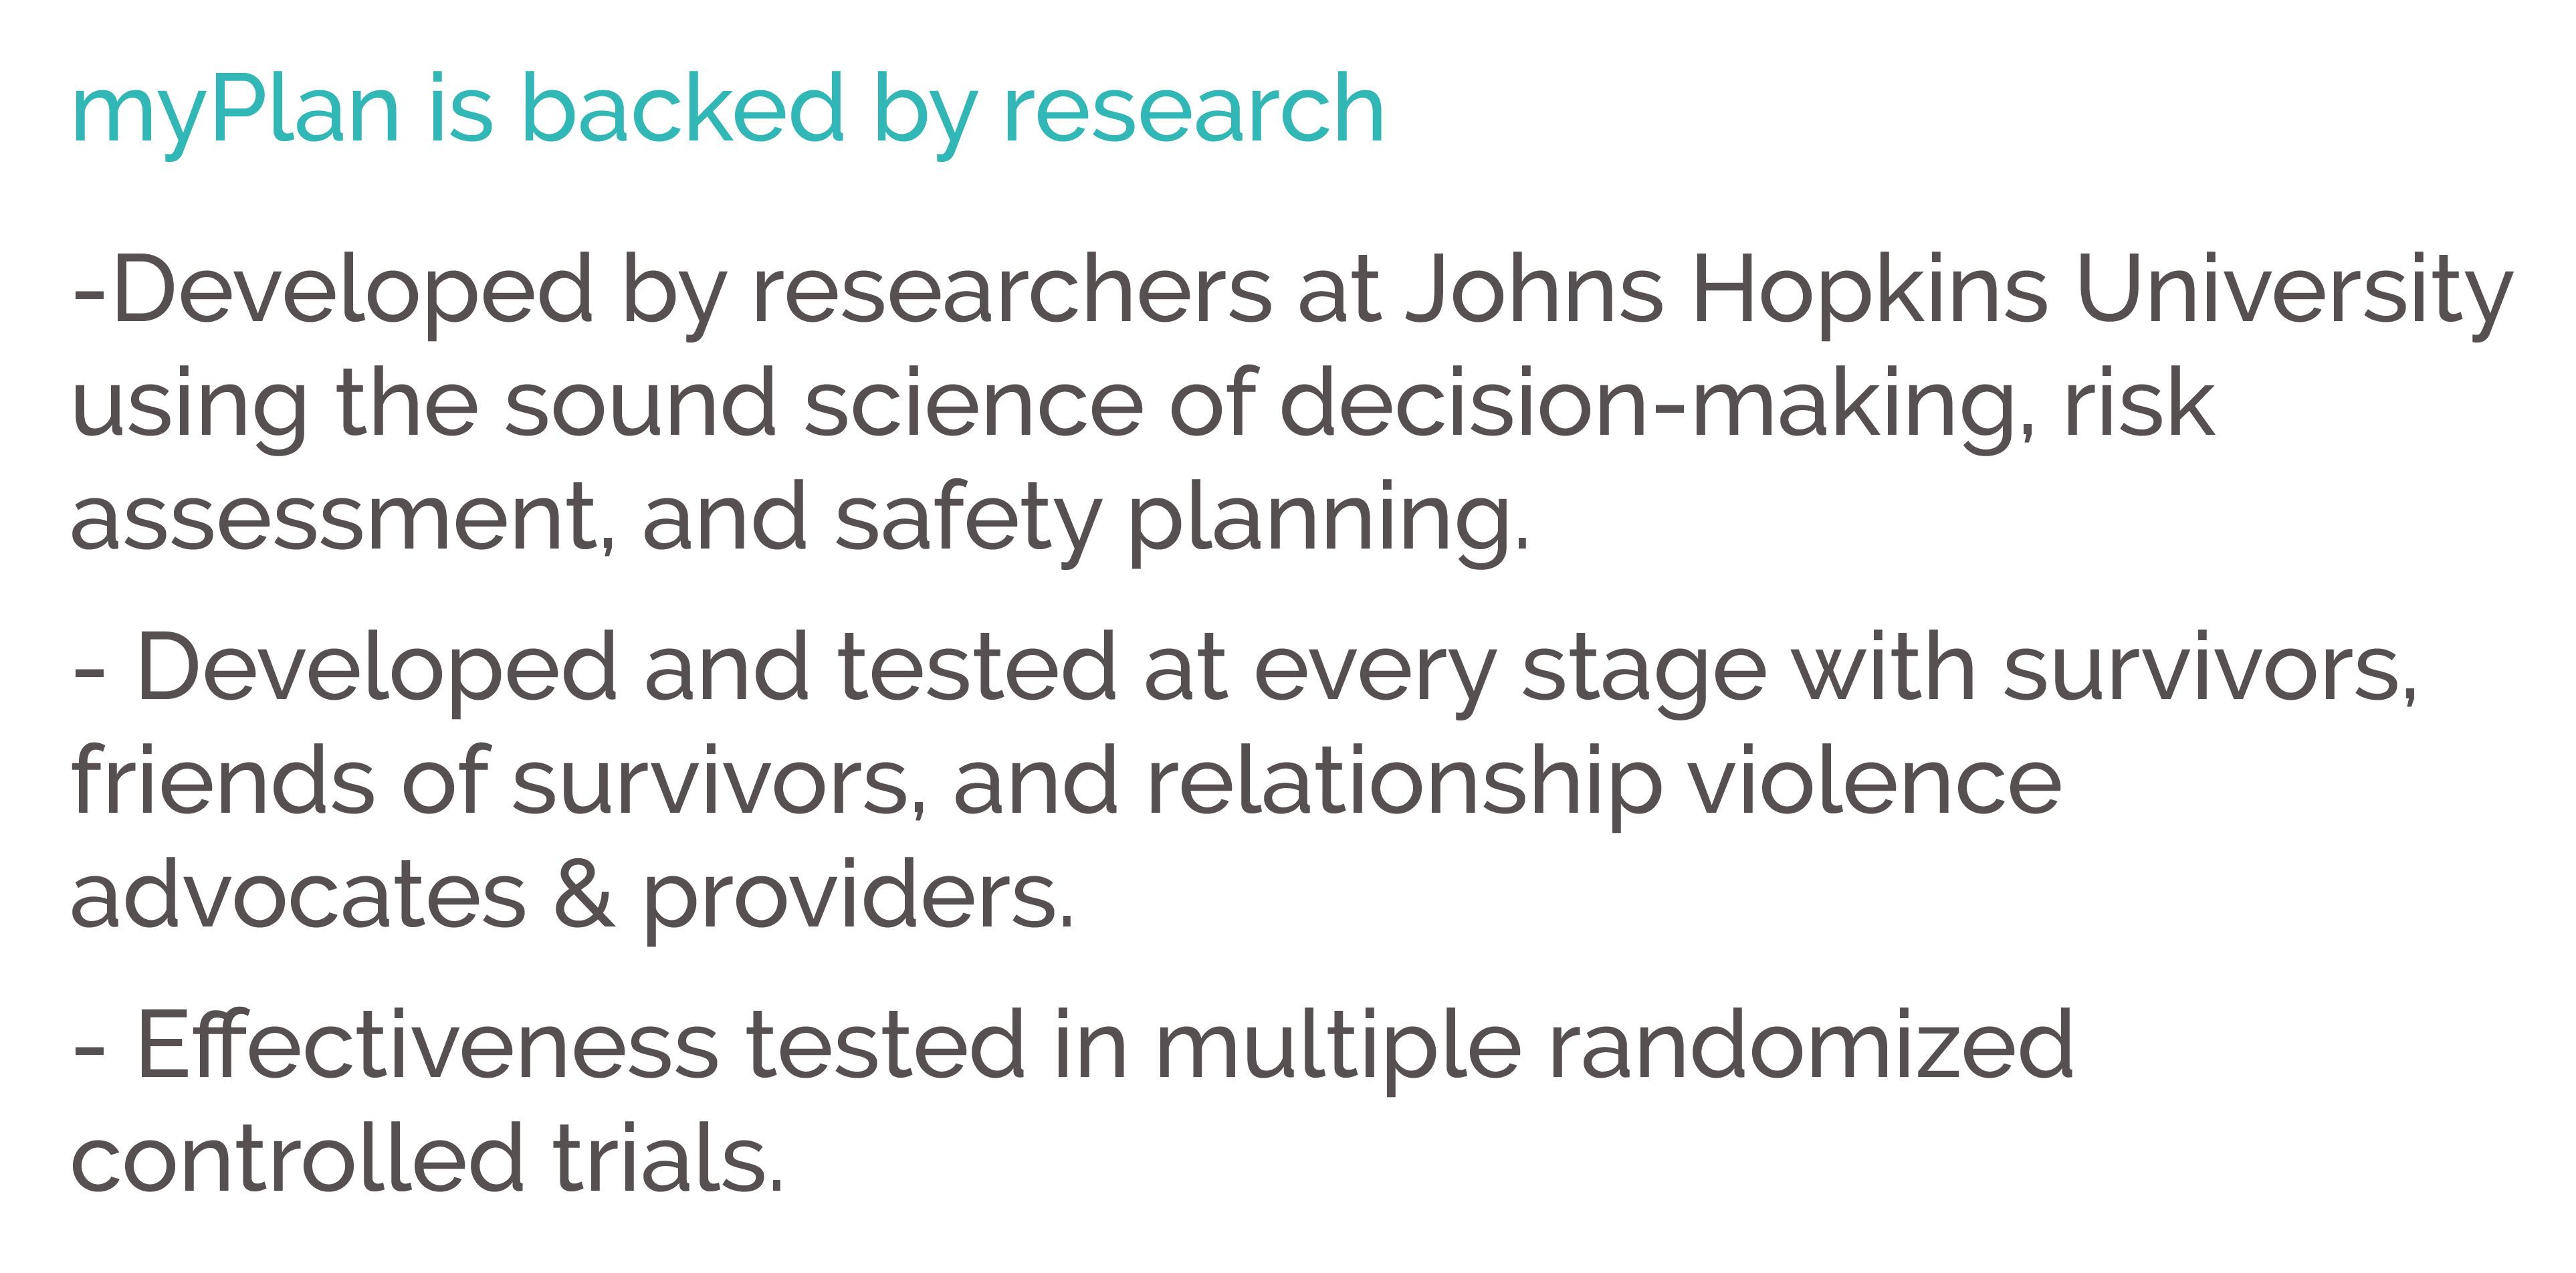 myPlan is backed by research
-Developed by researchers at Johns Hopkins University
using the sound science of decision-making, risk
assessment, and safety planning.
- Developed and tested at every stage with survivors,
friends of survivors, and relationship violence
advocates & providers.
- Effectiveness tested in multiple randomized
controlled trials.